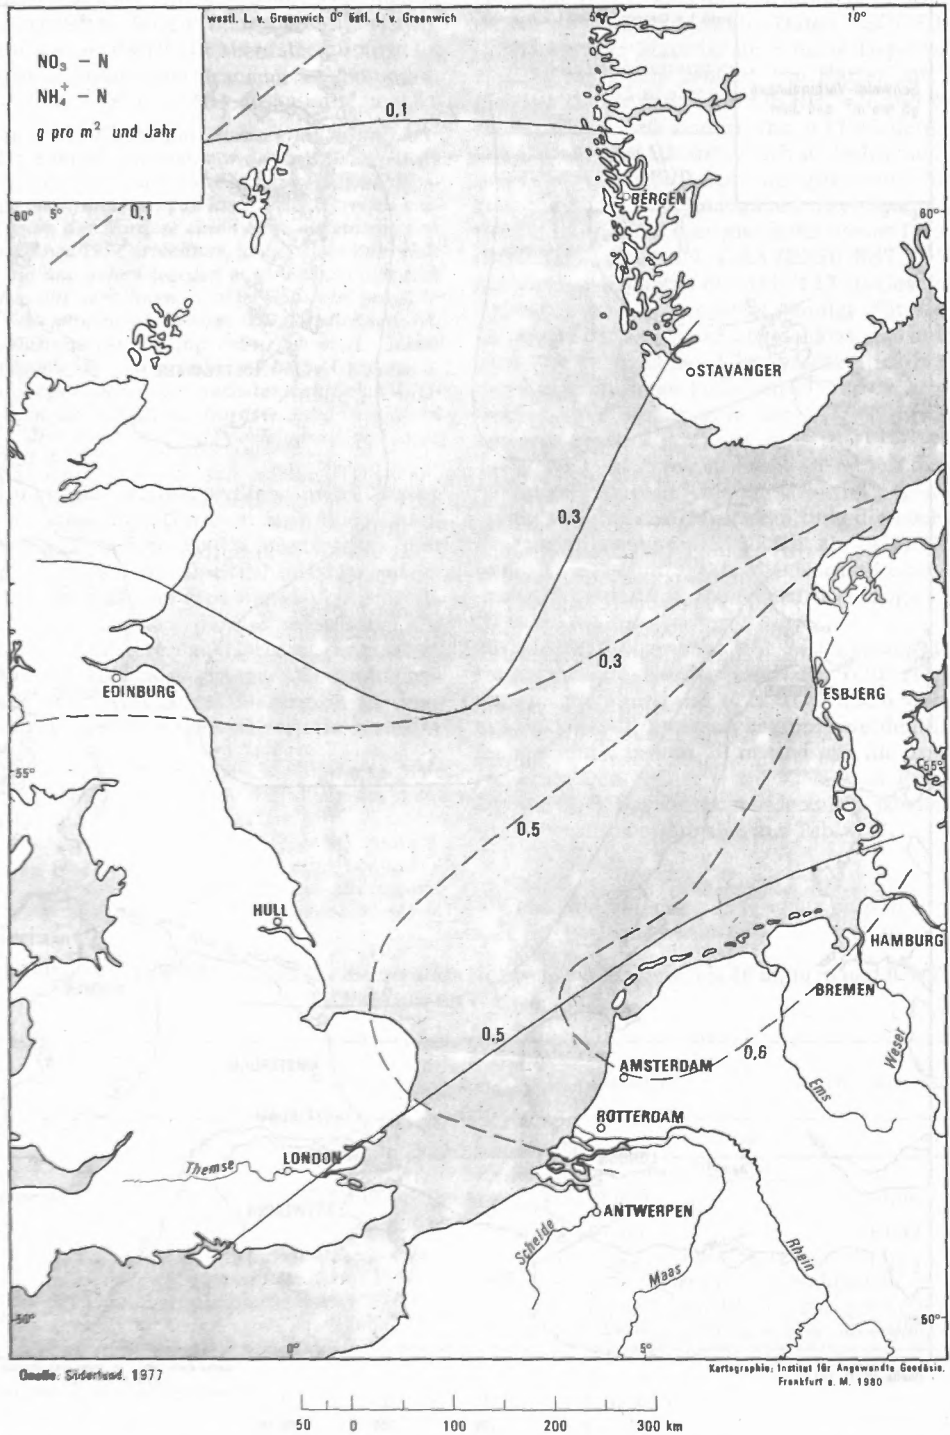 westl. L. v. Greenwich 0° östl. L. v. Greenwich
5°
10°
NO₃ – N
NH₄⁺ – N
g pro m² und Jahr
0,1
BERGEN
60°
5°
0,1
60°
STAVANGER
0,3
0,3
EDINBURG
ESBJERG
55°
55°
0,5
HULL
HAMBURG
BREMEN
0,5
0,6
AMSTERDAM
Weser
Ems
ROTTERDAM
LONDON
Themse
ANTWERPEN
Schelde
Maas
Rhein
50°
50°
0°
5°
Quelle: Söderlund, 1977
Kartographie: Institut für Angewandte Geodäsie,
Frankfurt a. M. 1980
50 0 100 200 300 km